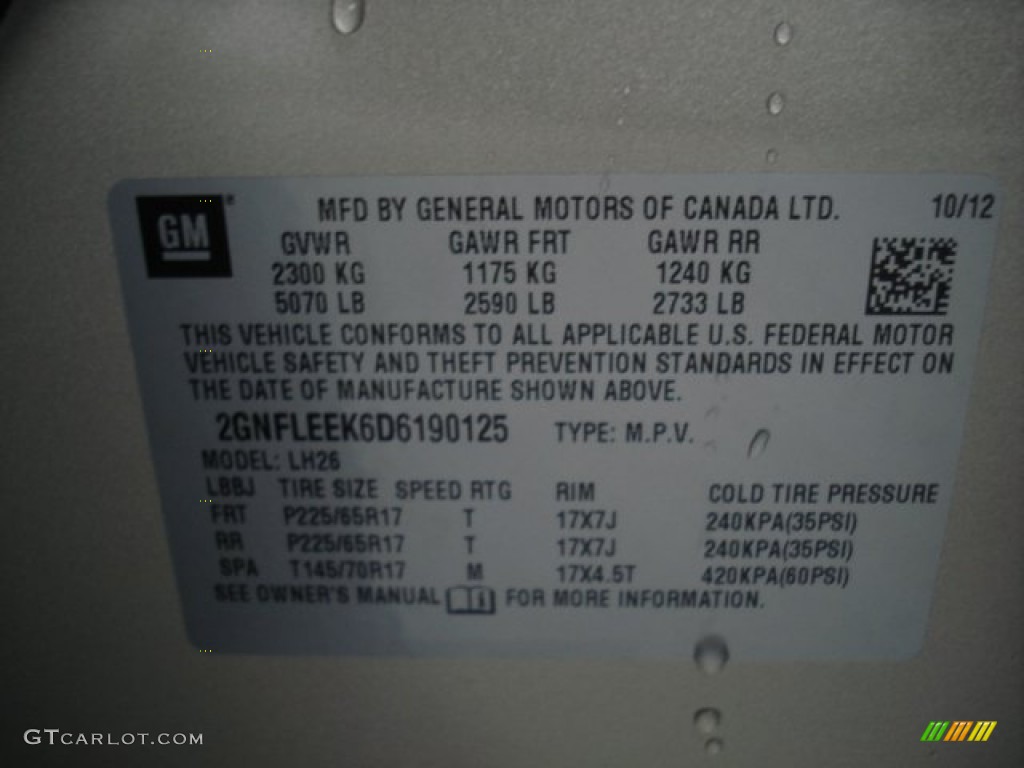 GM® MFD BY GENERAL MOTORS OF CANADA LTD. 10/12
GVWR GAWR FRT GAWR RR
2300 KG 1175 KG 1240 KG
5070 LB 2590 LB 2733 LB
THIS VEHICLE CONFORMS TO ALL APPLICABLE U.S. FEDERAL MOTOR
VEHICLE SAFETY AND THEFT PREVENTION STANDARDS IN EFFECT ON
THE DATE OF MANUFACTURE SHOWN ABOVE.
2GNFLEEK6D6190125 TYPE: M.P.V.
MODEL: LH26
LBBJ TIRE SIZE SPEED RTG RIM COLD TIRE PRESSURE
FRT P225/65R17 T 17X7J 240KPA(35PSI)
RR P225/65R17 T 17X7J 240KPA(35PSI)
SPA T145/70R17 M 17X4.5T 420KPA(60PSI)
SEE OWNER'S MANUAL FOR MORE INFORMATION.
GTCARLOT.COM